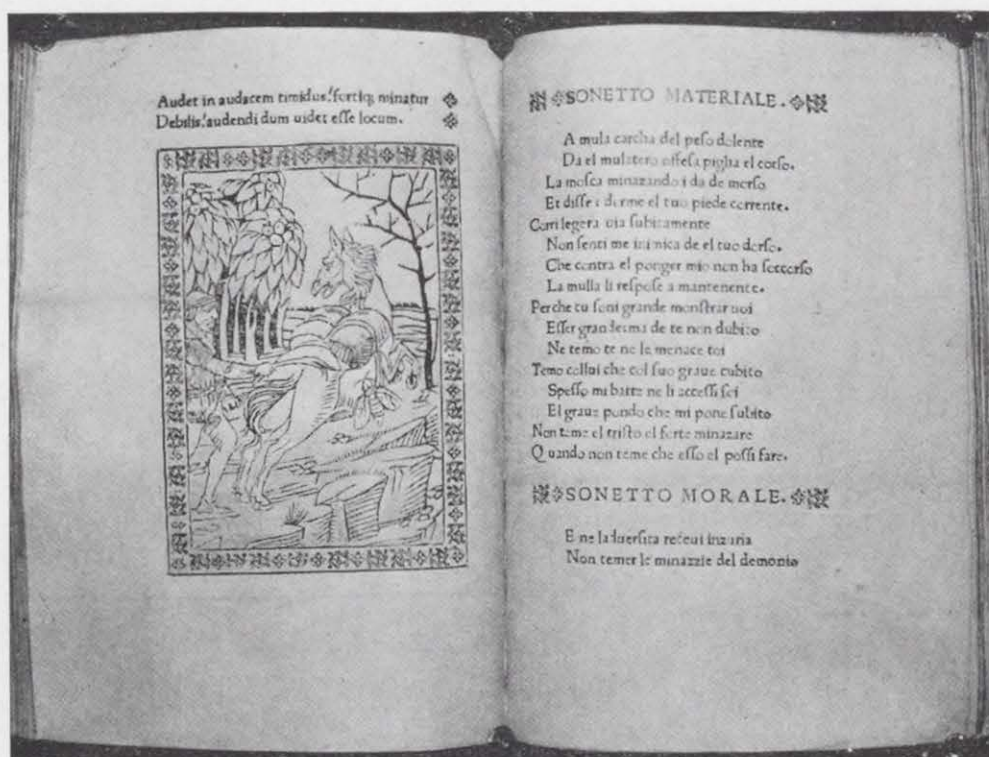 Audet in audacem timidus: fortiq; minatur
Debilis: audendi dum uidet esse locum.
SONETTO MATERIALE.
A mula carcha del peso dolente
Da el mulatero offesa piglia el corso.
La mosca minazando i da de morso
Et disse derme el tuo piede corrente.
Corri legera uia subitamente
Non senti me inimica de el tuo dorso.
Che contra el ponger mio non ha soccorso
La mulla li respose a mantenente.
Perche tu soni grande monstrar uoi
Esser gran de te non dubito
Ne temo te ne le menace toi
Temo collui che col suo graue cubito
Spesso mi batte ne li accessi soi
El graue pondo che mi pone subito
Non teme el tristo el forte minazare
Quando non teme che esso el possi fare.
SONETTO MORALE.
E ne receui
Non temer le minazzie del demonio